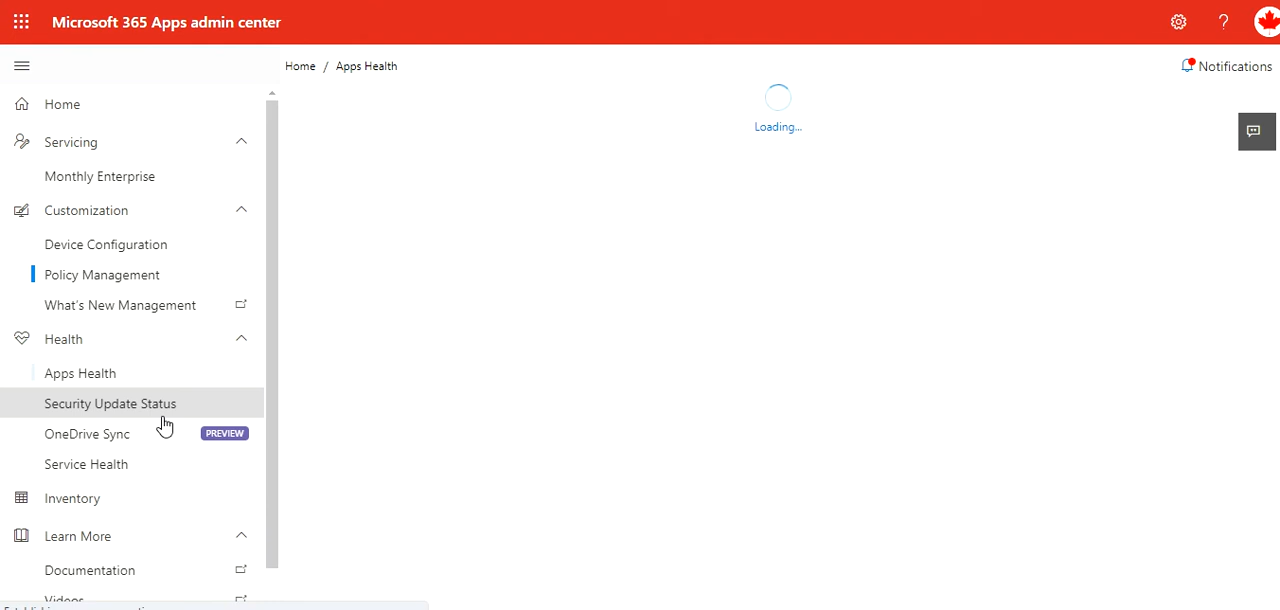 Microsoft 365 Apps admin center
?
Home / Apps Health
Notifications
Home
Loading...
Servicing
Monthly Enterprise
Customization
Device Configuration
Policy Management
What's New Management
Health
Apps Health
Security Update Status
OneDrive Sync PREVIEW
Service Health
Inventory
Learn More
Documentation
Videos